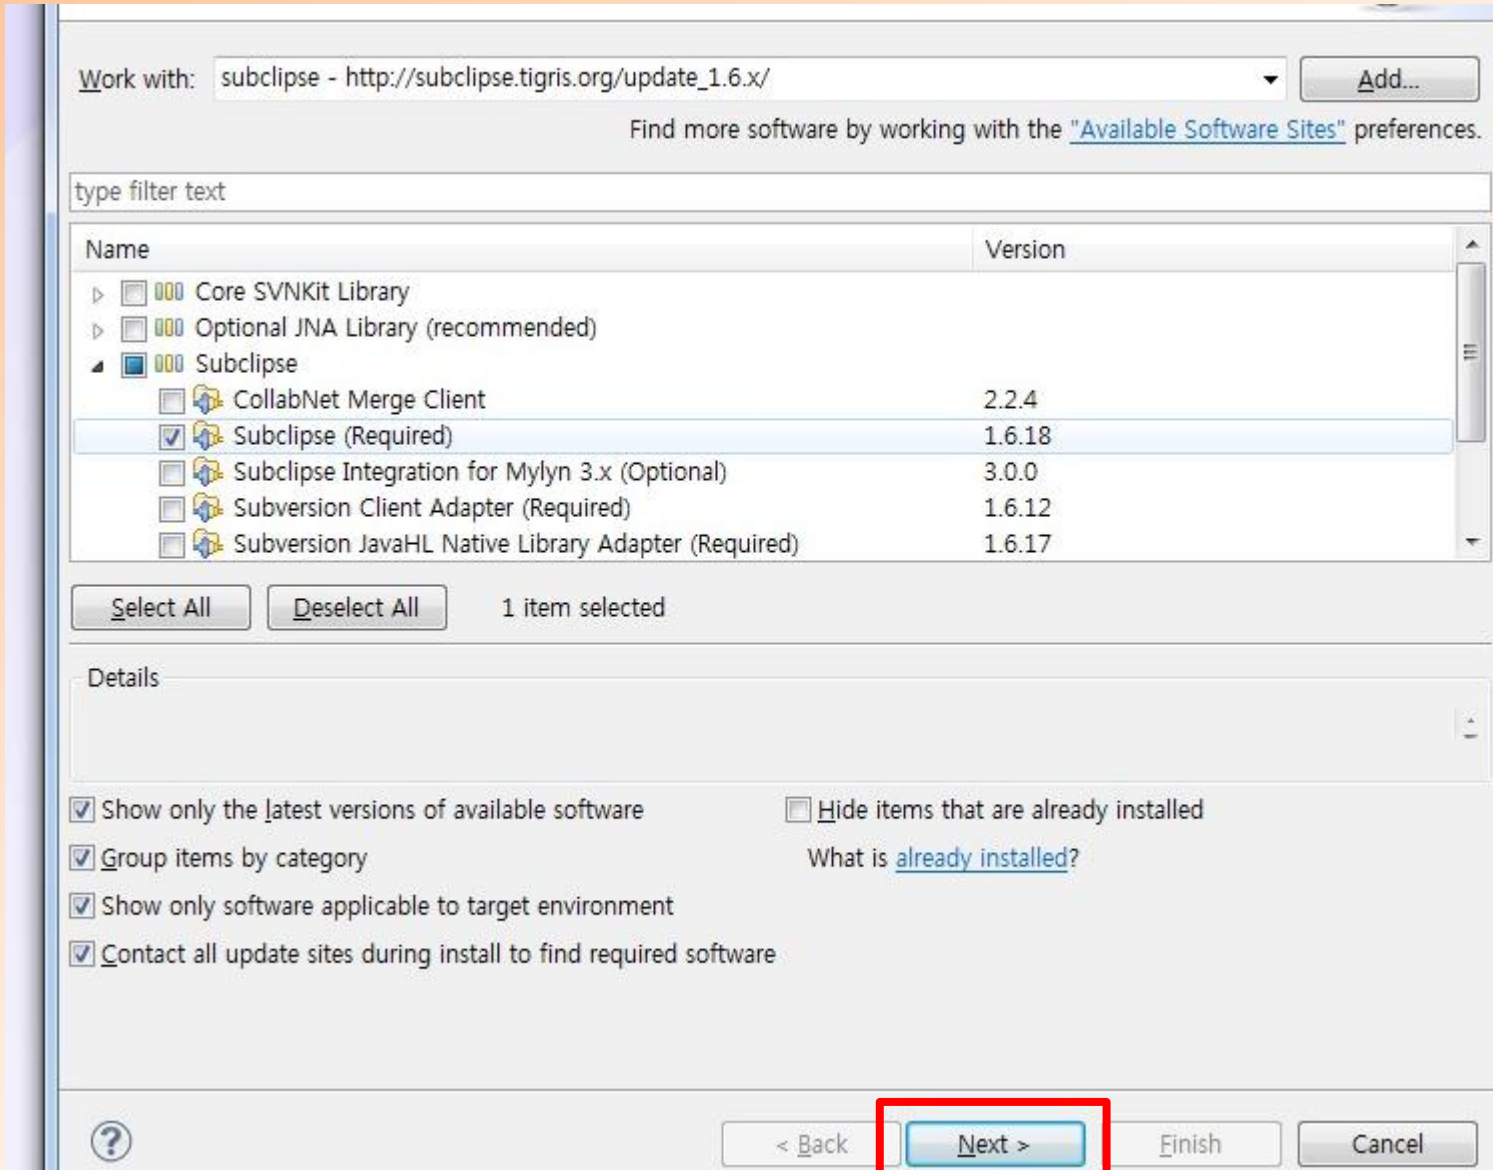 Work with: subclipse - http://subclipse.tigris.org/update_1.6.x/ Add...
Find more software by working with the "Available Software Sites" preferences.
type filter text
Name Version
Core SVNKit Library
Optional JNA Library (recommended)
Subclipse
CollabNet Merge Client 2.2.4
Subclipse (Required) 1.6.18
Subclipse Integration for Mylyn 3.x (Optional) 3.0.0
Subversion Client Adapter (Required) 1.6.12
Subversion JavaHL Native Library Adapter (Required) 1.6.17
Select All Deselect All 1 item selected
Details
Show only the latest versions of available software Hide items that are already installed
Group items by category What is already installed?
Show only software applicable to target environment
Contact all update sites during install to find required software
? < Back Next > Finish Cancel